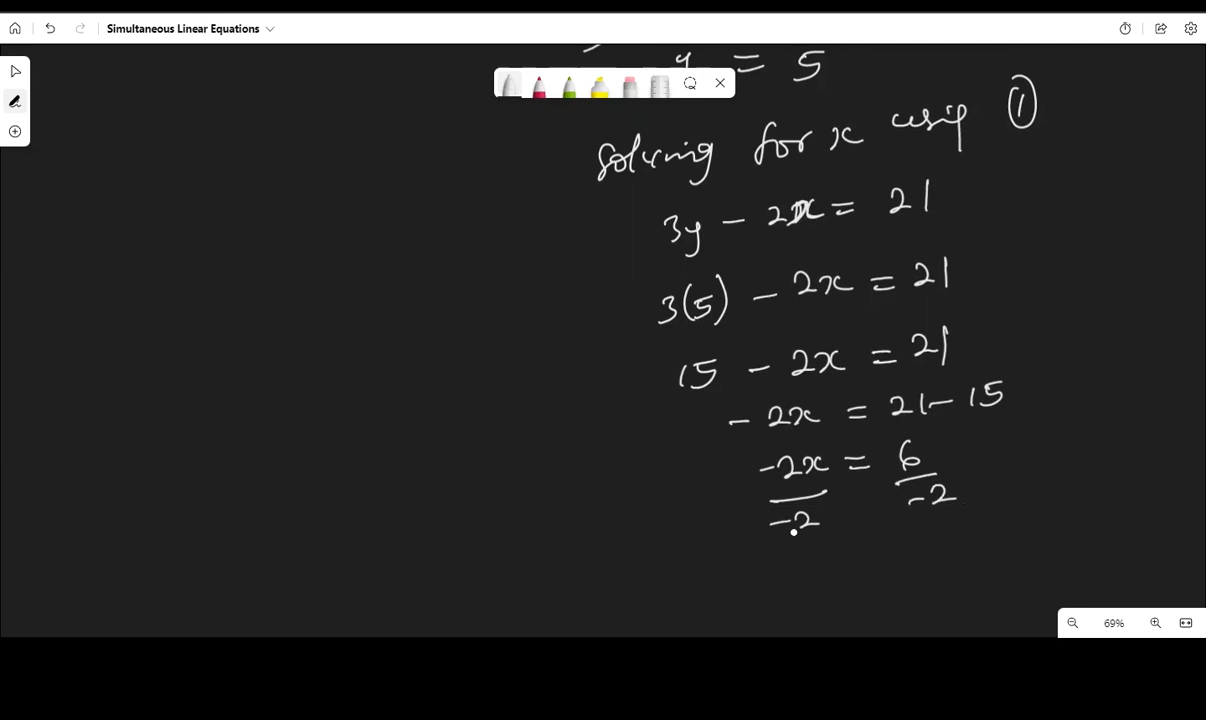 Simultaneous Linear Equations
y = 5
solving for x using ①
3y - 2x = 21
3(5) - 2x = 21
15 - 2x = 21
- 2x = 21 - 15
-2x = 6
-2 -2
69%